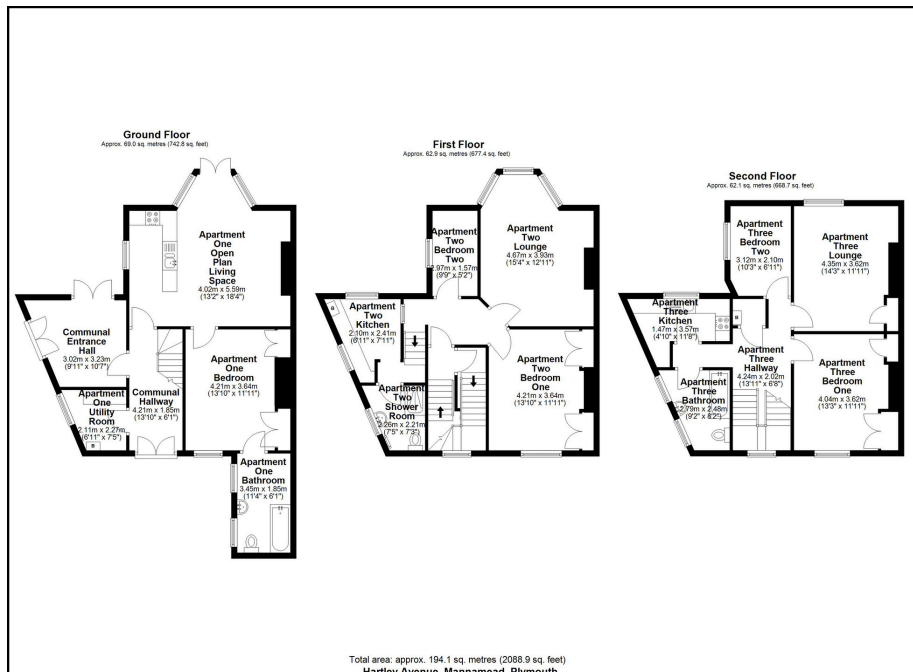 Ground Floor
Approx. 69.0 sq. metres (742.8 sq. feet)
Apartment
One
Open
Plan
Living
Space
4.02m x 5.59m
(13'2" x 18'4")
Communal
Entrance
Hall
3.02m x 3.23m
(9'11" x 10'7")
Apartment
One
Utility
Room
2.11m x 2.27m
(6'11" x 7'5")
Communal
Hallway
4.21m x 1.85m
(13'10" x 6'1")
Apartment
One
Bedroom
4.21m x 3.64m
(13'10" x 11'11")
Apartment
One
Bathroom
3.45m x 1.85m
(11'4" x 6'1")
First Floor
Approx. 62.9 sq. metres (677.4 sq. feet)
Apartment
Two
Bedroom
Two
2.97m x 1.57m
(9'9" x 5'2")
Apartment
Two
Lounge
4.67m x 3.93m
(15'4" x 12'11")
Apartment
Two
Kitchen
2.10m x 2.41m
(6'11" x 7'11")
Apartment
Two
Shower
Room
2.26m x 2.21m
(7'5" x 7'3")
Apartment
Two
Bedroom
One
4.21m x 3.64m
(13'10" x 11'11")
Second Floor
Approx. 62.1 sq. metres (668.7 sq. feet)
Apartment
Three
Bedroom
Two
3.12m x 2.10m
(10'3" x 6'11")
Apartment
Three
Lounge
4.35m x 3.62m
(14'3" x 11'11")
Apartment
Three
Kitchen
1.47m x 3.57m
(4'10" x 11'8")
Apartment
Three
Hallway
4.24m x 2.02m
(13'11" x 6'8")
Apartment
Three
Bathroom
2.79m x 2.48m
(9'2" x 8'2")
Apartment
Three
Bedroom
One
4.04m x 3.62m
(13'3" x 11'11")
Total area: approx. 194.1 sq. metres (2088.9 sq. feet)
Hartley Avenue, Mannamead, Plymouth